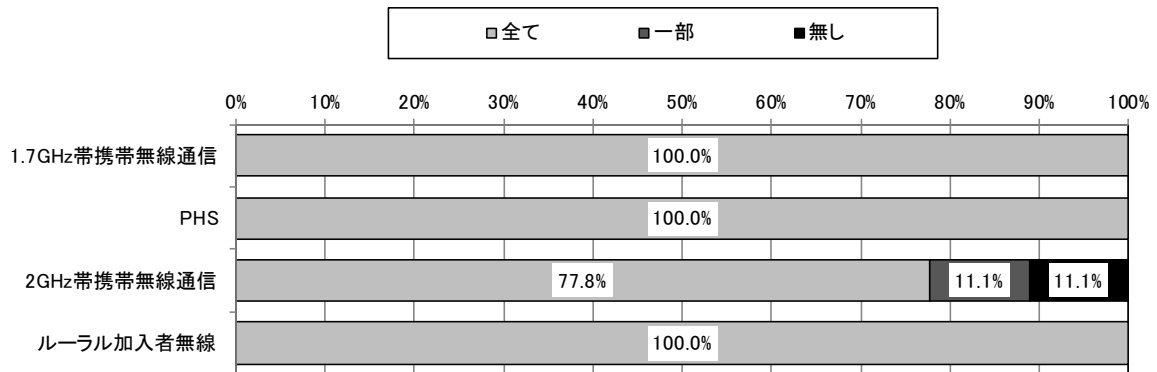 全て 一部 無し
0% 10% 20% 30% 40% 50% 60% 70% 80% 90% 100%
1.7GHz帯携帯無線通信 100.0%
PHS 100.0%
2GHz帯携帯無線通信 77.8% 11.1% 11.1%
ルーラル加入者無線 100.0%